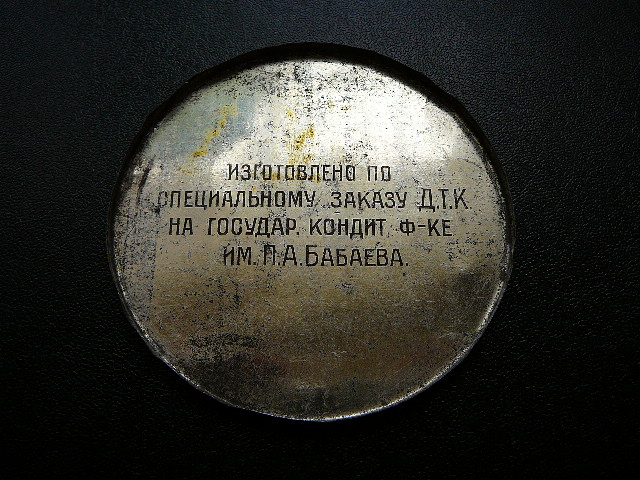 ИЗГОТОВЛЕНО ПО
СПЕЦИАЛЬНОМУ ЗАКАЗУ Д.Т.К.
НА ГОСУДАР. КОНДИТ. Ф-КЕ
ИМ. П.А.БАБАЕВА.